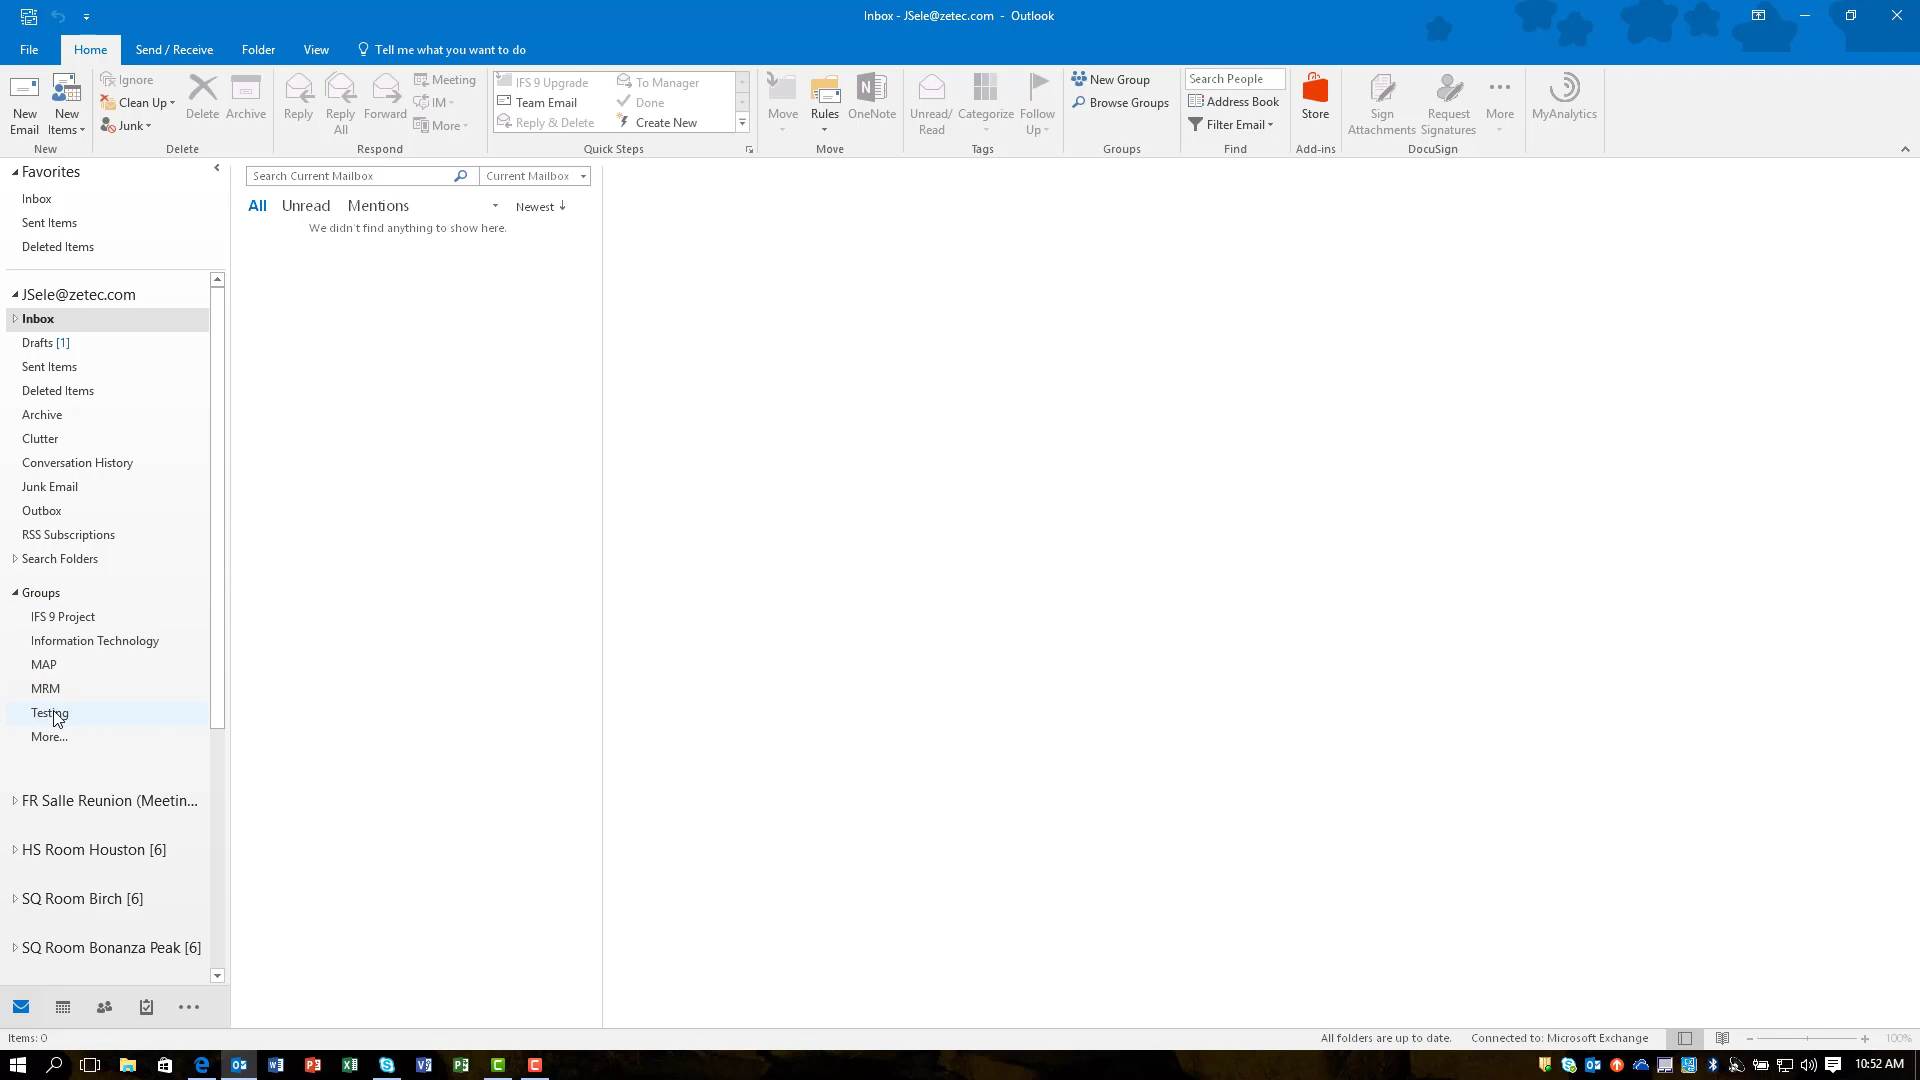 Inbox - JSele@zetec.com - Outlook
File Home Send / Receive Folder View Tell me what you want to do
New Email
New Items
New
Ignore
Clean Up
Junk
Delete
Archive
Delete
Reply
Reply All
Forward
Meeting
IM
More
Respond
IFS 9 Upgrade
Team Email
Reply & Delete
To Manager
Done
Create New
Quick Steps
Move
Rules
OneNote
Move
Unread/ Read
Categorize
Follow Up
Tags
New Group
Browse Groups
Groups
Search People
Address Book
Filter Email
Find
Store
Add-ins
Sign Attachments
Request Signatures
More
DocuSign
MyAnalytics
Favorites
Inbox
Sent Items
Deleted Items
JSele@zetec.com
Inbox
Drafts [1]
Sent Items
Deleted Items
Archive
Clutter
Conversation History
Junk Email
Outbox
RSS Subscriptions
Search Folders
Groups
IFS 9 Project
Information Technology
MAP
MRM
Testing
More...
FR Salle Reunion (Meetin...
HS Room Houston [6]
SQ Room Birch [6]
SQ Room Bonanza Peak [6]
Search Current Mailbox Current Mailbox
All Unread Mentions Newest
We didn't find anything to show here.
Items: 0
All folders are up to date. Connected to: Microsoft Exchange 100%
10:52 AM